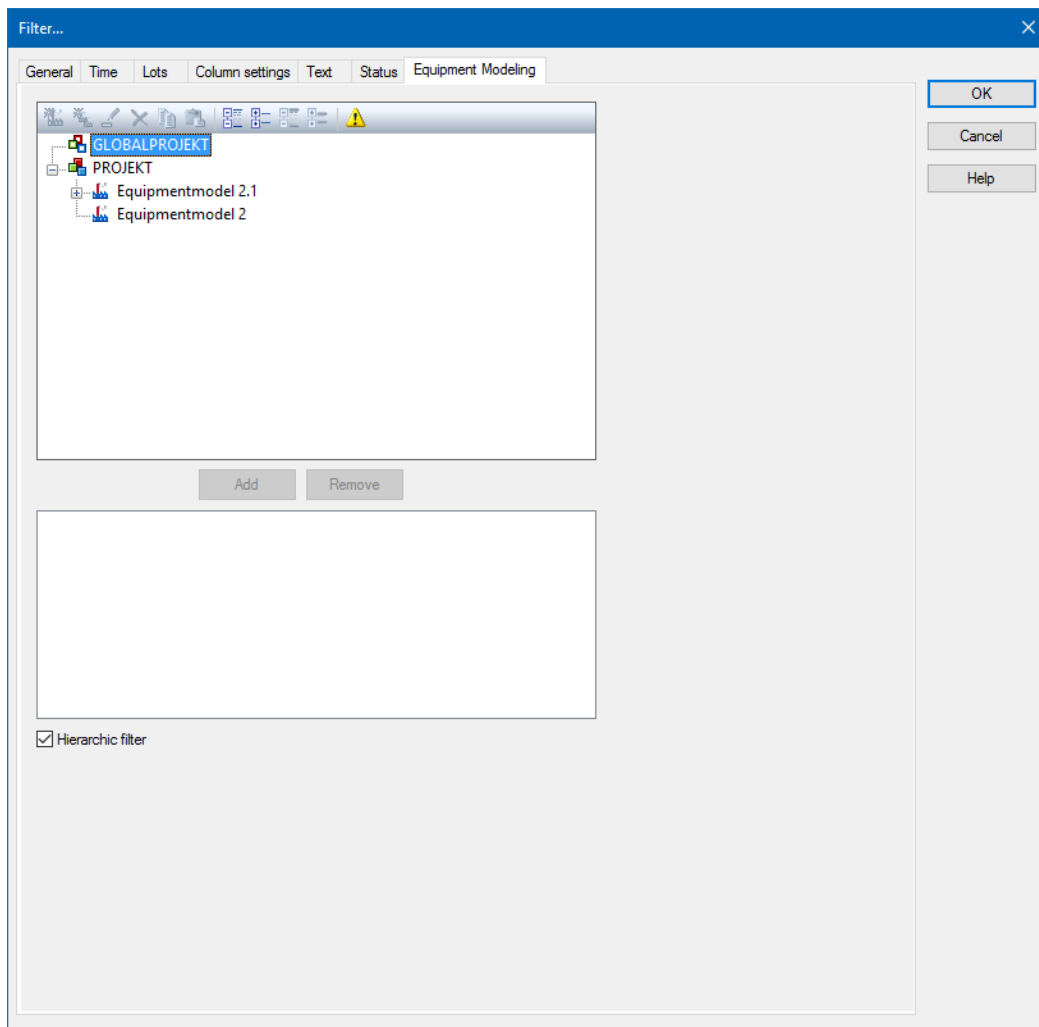 Filter...
General Time Lots Column settings Text Status Equipment Modeling
OK
Cancel
Help
GLOBALPROJEKT
PROJEKT
Equipmentmodel 2.1
Equipmentmodel 2
Add Remove
Hierarchic filter